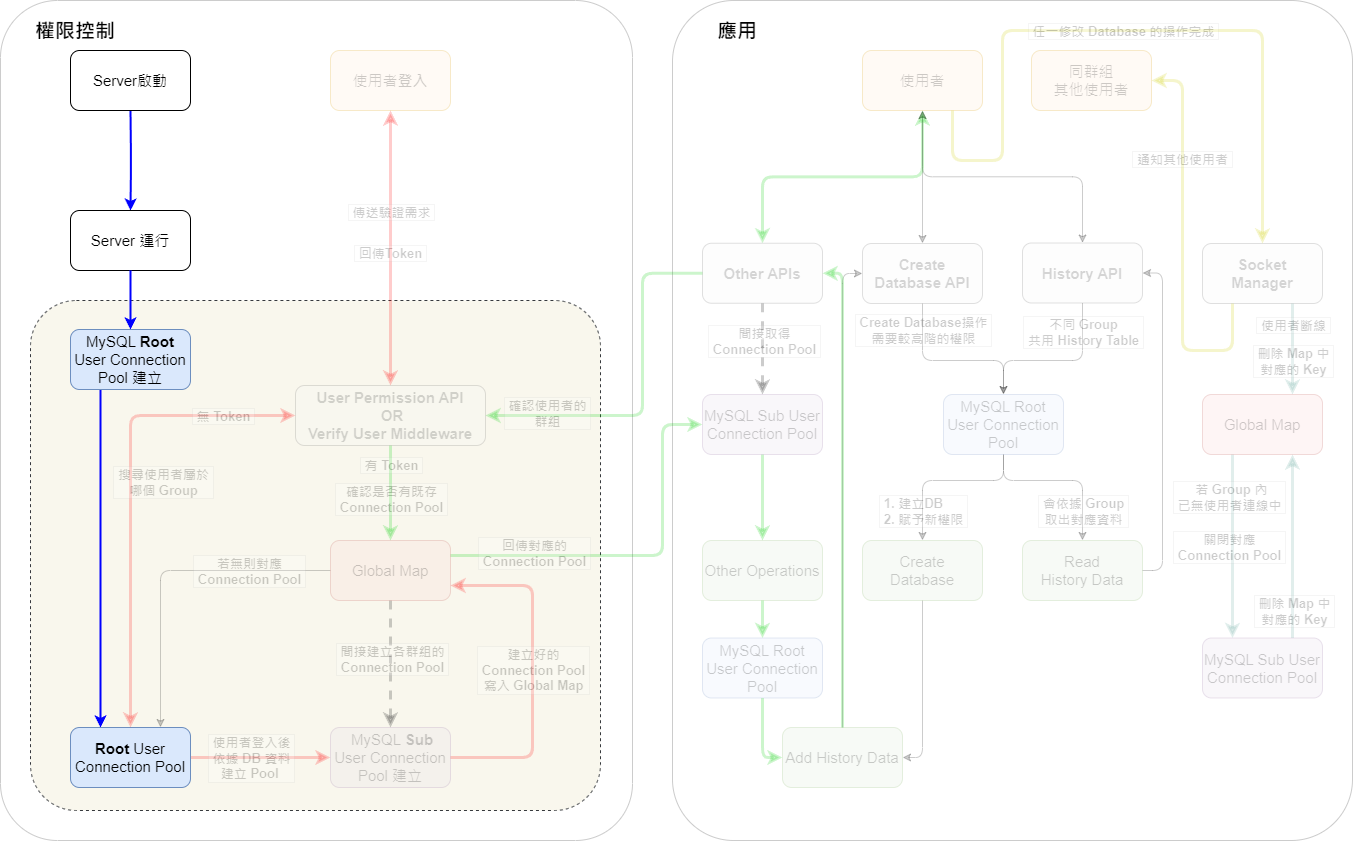 權限控制
Server啟動
使用者登入
Server 運行
傳送驗證需求
回傳Token
MySQL Root
User Connection
Pool 建立
無 Token
User Permission API
OR
Verify User Middleware
確認使用者的
群組
搜尋使用者屬於
哪個 Group
有 Token
確認是否有既存
Connection Pool
若無則對應
Connection Pool
Global Map
回傳對應的
Connection Pool
間接建立各群組的
Connection Pool
建立好的
Connection Pool
寫入 Global Map
Root User
Connection Pool
使用者登入後
依據 DB 資料
建立 Pool
MySQL Sub
User Connection
Pool 建立
應用
使用者
任一修改 Database 的操作完成
同群組
其他使用者
通知其他使用者
Other APIs
Create
Database API
History API
Socket
Manager
間接取得
Connection Pool
Create Database操作
需要較高階的權限
不同 Group
共用 History Table
使用者斷線
刪除 Map 中
對應的 Key
MySQL Sub User
Connection Pool
MySQL Root
User Connection
Pool
Global Map
1. 建立DB
2. 賦予新權限
會依據 Group
取出對應資料
若 Group 內
已無使用者連線中
關閉對應
Connection Pool
Other Operations
Create
Database
Read
History Data
刪除 Map 中
對應的 Key
MySQL Root
User Connection
Pool
MySQL Sub User
Connection Pool
Add History Data